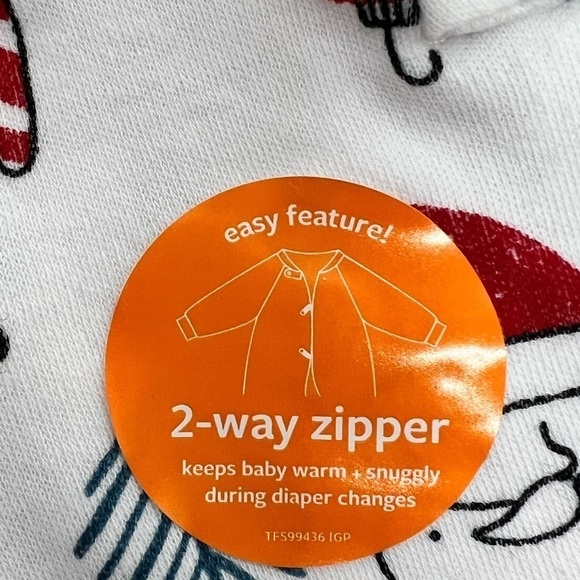 easy feature!
2-way zipper
keeps baby warm + snuggly
during diaper changes
TFS99436 IGP